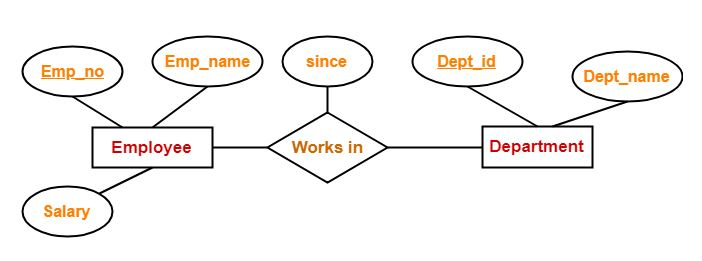 Emp_no
Emp_name
since
Dept_id
Dept_name
Employee
Works in
Department
Salary